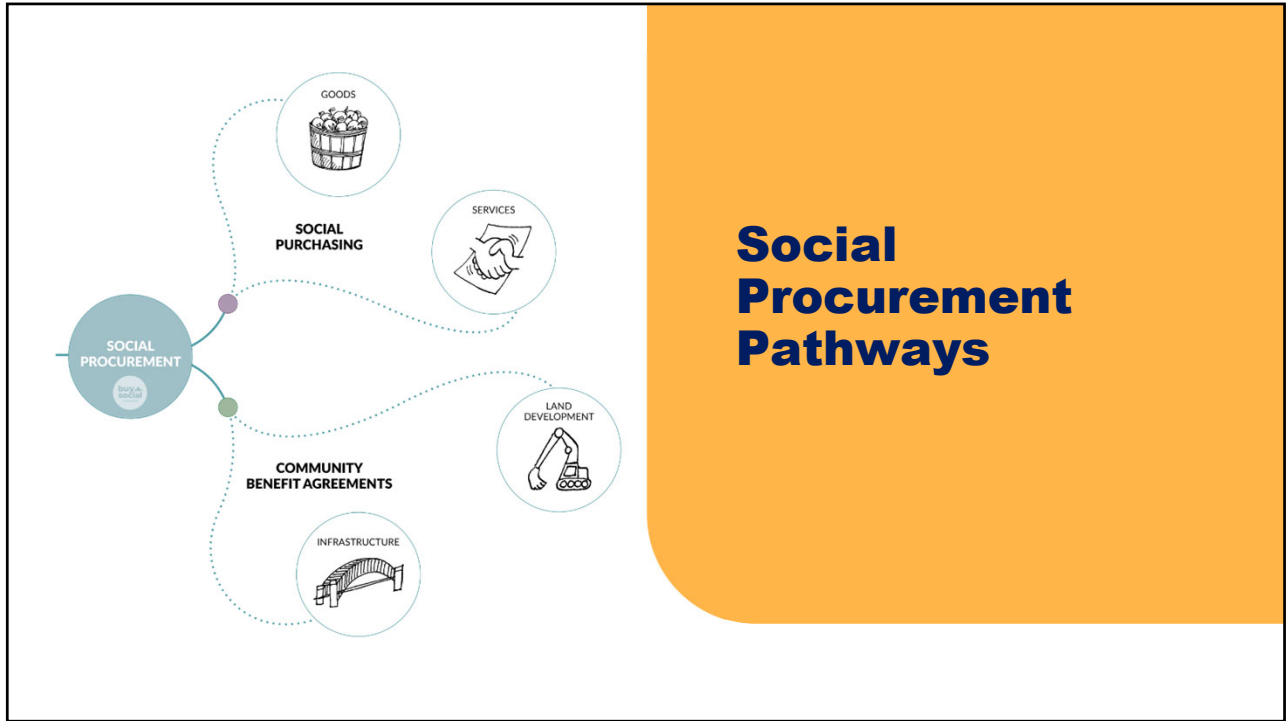 GOODS
SOCIAL
PURCHASING
SERVICES
SOCIAL
PROCUREMENT
buy
social
LAND
DEVELOPMENT
COMMUNITY
BENEFIT AGREEMENTS
INFRASTRUCTURE
Social
Procurement
Pathways